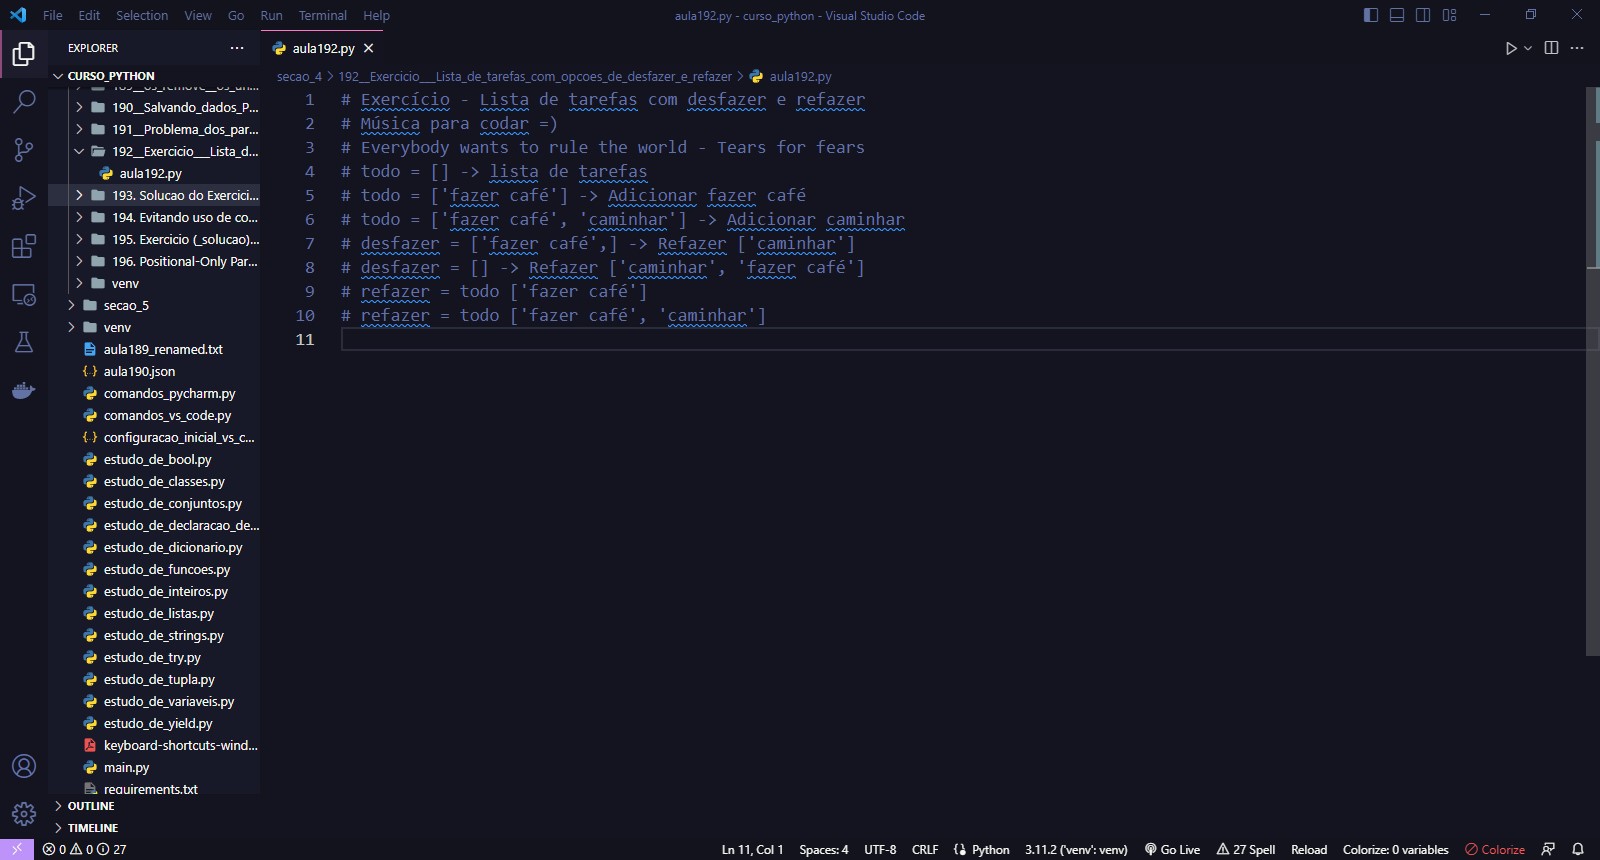 File Edit Selection View Go Run Terminal Help
aula192.py - curso_python - Visual Studio Code
EXPLORER
CURSO_PYTHON
190__Salvando_dados_P...
191__Problema_dos_par...
192__Exercicio___Lista_d...
aula192.py
193. Solucao do Exercici...
194. Evitando uso de co...
195. Exercicio (_solucao)...
196. Positional-Only Par...
venv
secao_5
venv
aula189_renamed.txt
aula190.json
comandos_pycharm.py
comandos_vs_code.py
configuracao_inicial_vs_c...
estudo_de_bool.py
estudo_de_classes.py
estudo_de_conjuntos.py
estudo_de_declaracao_de...
estudo_de_dicionario.py
estudo_de_funcoes.py
estudo_de_inteiros.py
estudo_de_listas.py
estudo_de_strings.py
estudo_de_try.py
estudo_de_tupla.py
estudo_de_variaveis.py
estudo_de_yield.py
keyboard-shortcuts-wind...
main.py
requirements.txt
OUTLINE
TIMELINE
aula192.py
secao_4 > 192__Exercicio___Lista_de_tarefas_com_opcoes_de_desfazer_e_refazer > aula192.py
1 # Exercício - Lista de tarefas com desfazer e refazer
2 # Música para codar =)
3 # Everybody wants to rule the world - Tears for fears
4 # todo = [] -> lista de tarefas
5 # todo = ['fazer café'] -> Adicionar fazer café
6 # todo = ['fazer café', 'caminhar'] -> Adicionar caminhar
7 # desfazer = ['fazer café',] -> Refazer ['caminhar']
8 # desfazer = [] -> Refazer ['caminhar', 'fazer café']
9 # refazer = todo ['fazer café']
10 # refazer = todo ['fazer café', 'caminhar']
11
0 0 27
Ln 11, Col 1 Spaces: 4 UTF-8 CRLF Python 3.11.2 ('venv': venv) Go Live 27 Spell Reload Colorize: 0 variables Colorize